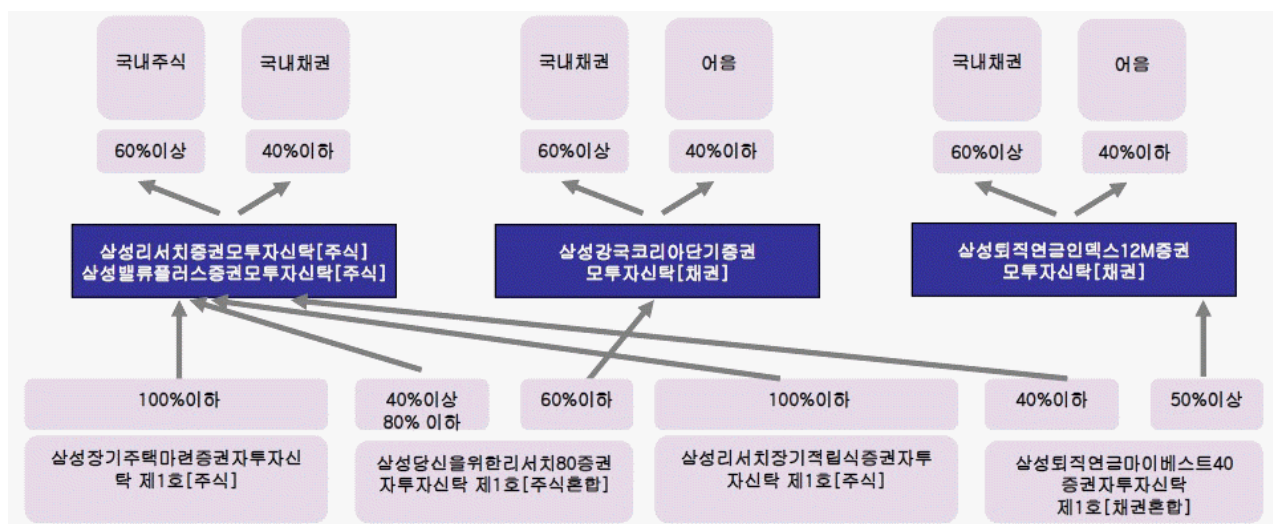 국내주식
국내채권
국내채권
어음
국내채권
어음
60%이상
40%이하
60%이상
40%이하
60%이상
40%이하
삼성리서치증권모투자신탁[주식]
삼성밸류플러스증권모투자신탁[주식]
삼성강국코리아단기증권
모투자신탁[채권]
삼성퇴직연금인덱스12M증권
모투자신탁[채권]
100%이하
40%이상
80% 이하
60%이하
100%이하
40%이하
50%이상
삼성장기주택마련증권자투자신
탁 제1호[주식]
삼성당신을위한리서치80증권
자투자신탁 제1호[주식혼합]
삼성리서치장기적립식증권자투
자신탁 제1호[주식]
삼성퇴직연금마이베스트40
증권자투자신탁
제1호[채권혼합]